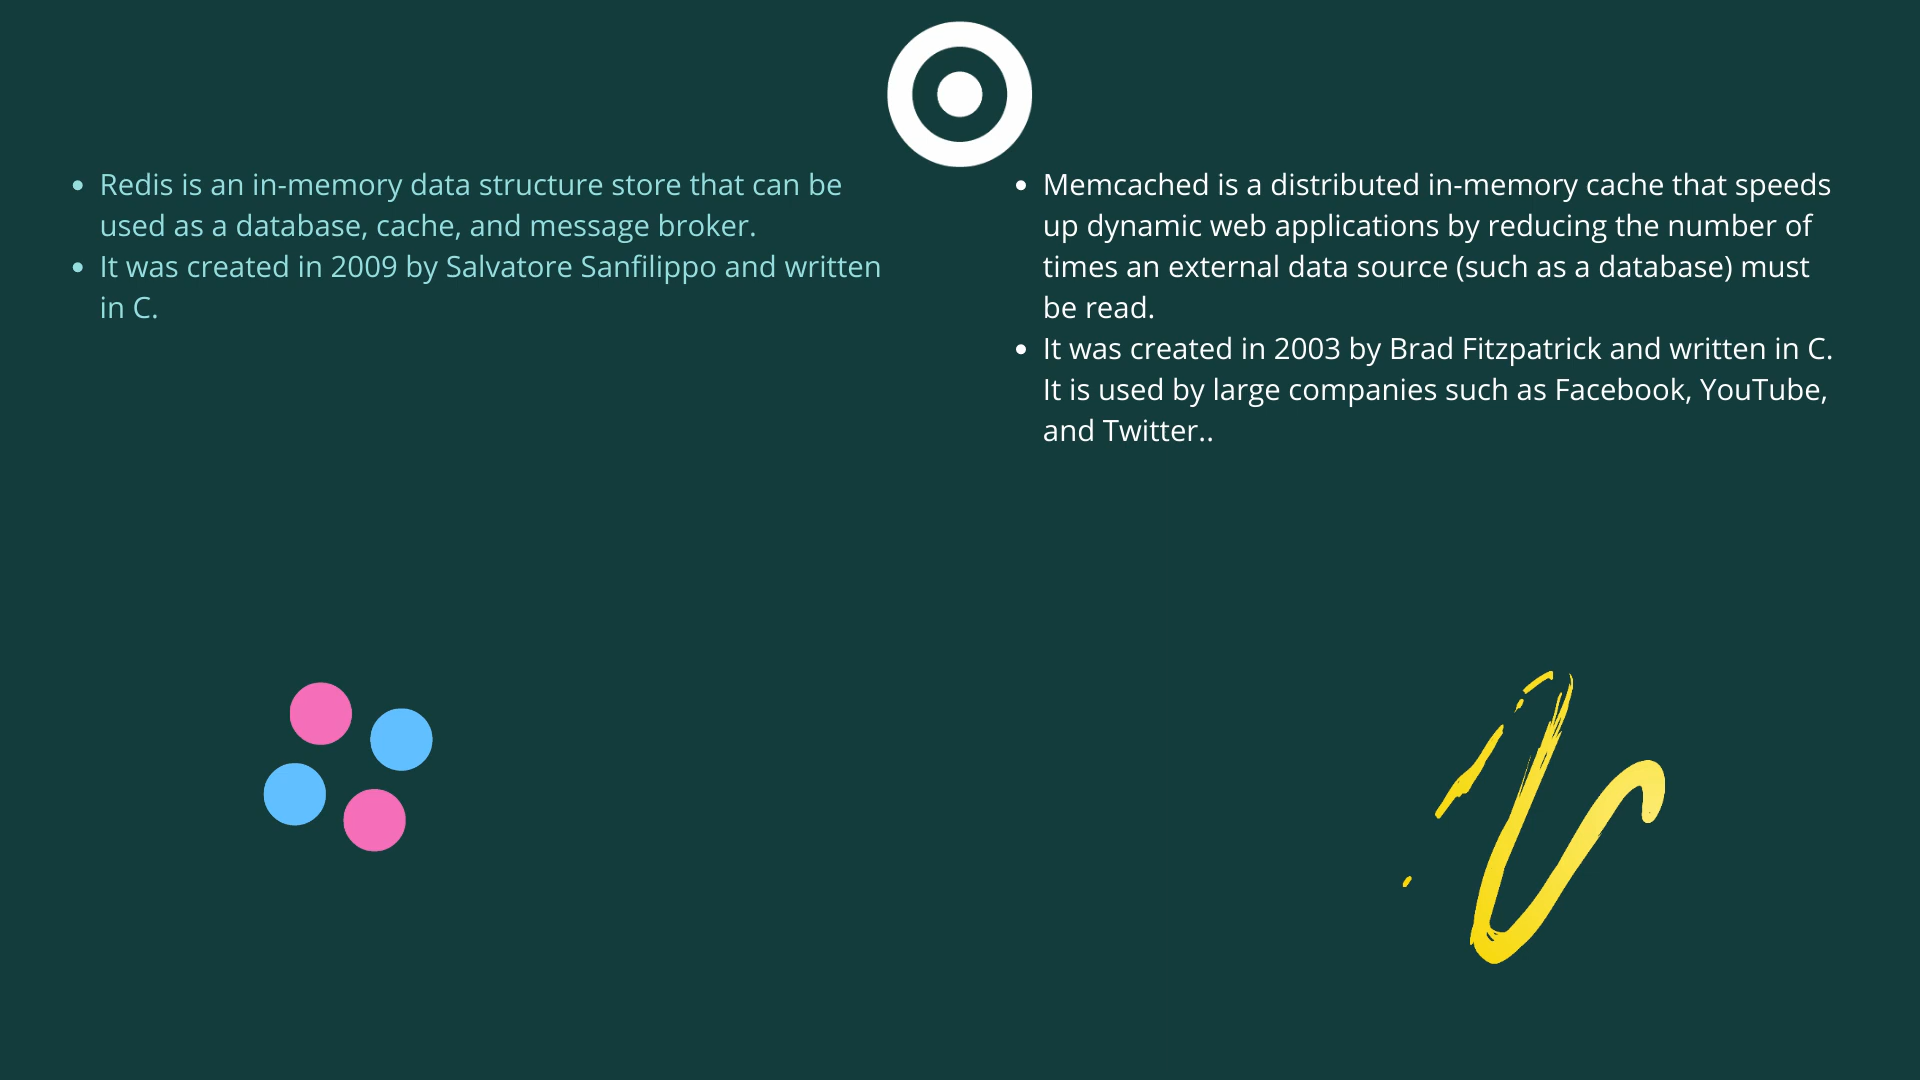 • Redis is an in-memory data structure store that can be
used as a database, cache, and message broker.
• It was created in 2009 by Salvatore Sanfilippo and written
in C.
• Memcached is a distributed in-memory cache that speeds
up dynamic web applications by reducing the number of
times an external data source (such as a database) must
be read.
• It was created in 2003 by Brad Fitzpatrick and written in C.
It is used by large companies such as Facebook, YouTube,
and Twitter..